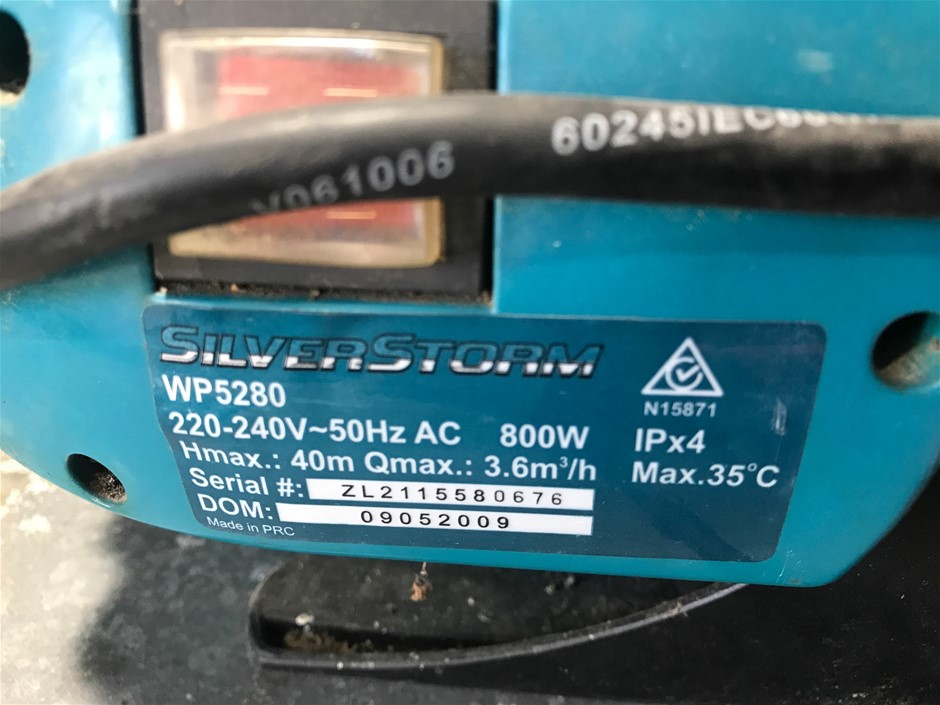 60245IEC
V061006
SILVERSTORM
WP5280
220-240V~50Hz AC 800W
Hmax.: 40m Qmax.: 3.6m³/h
Serial #: ZL2115580676
DOM: 09052009
Made in PRC
N15871
IPx4
Max.35°C